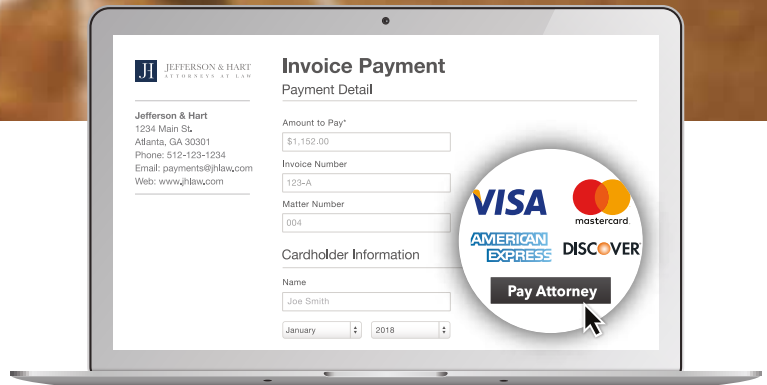 JH JEFFERSON & HART
ATTORNEYS AT LAW
Jefferson & Hart
1234 Main St.
Atlanta, GA 30301
Phone: 512-123-1234
Email: payments@jhlaw.com
Web: www.jhlaw.com
Invoice Payment
Payment Detail
Amount to Pay*
$1,152.00
Invoice Number
123-A
Matter Number
004
Cardholder Information
Name
Joe Smith
January 2018
VISA mastercard.
AMERICAN EXPRESS DISCOVER
Pay Attorney